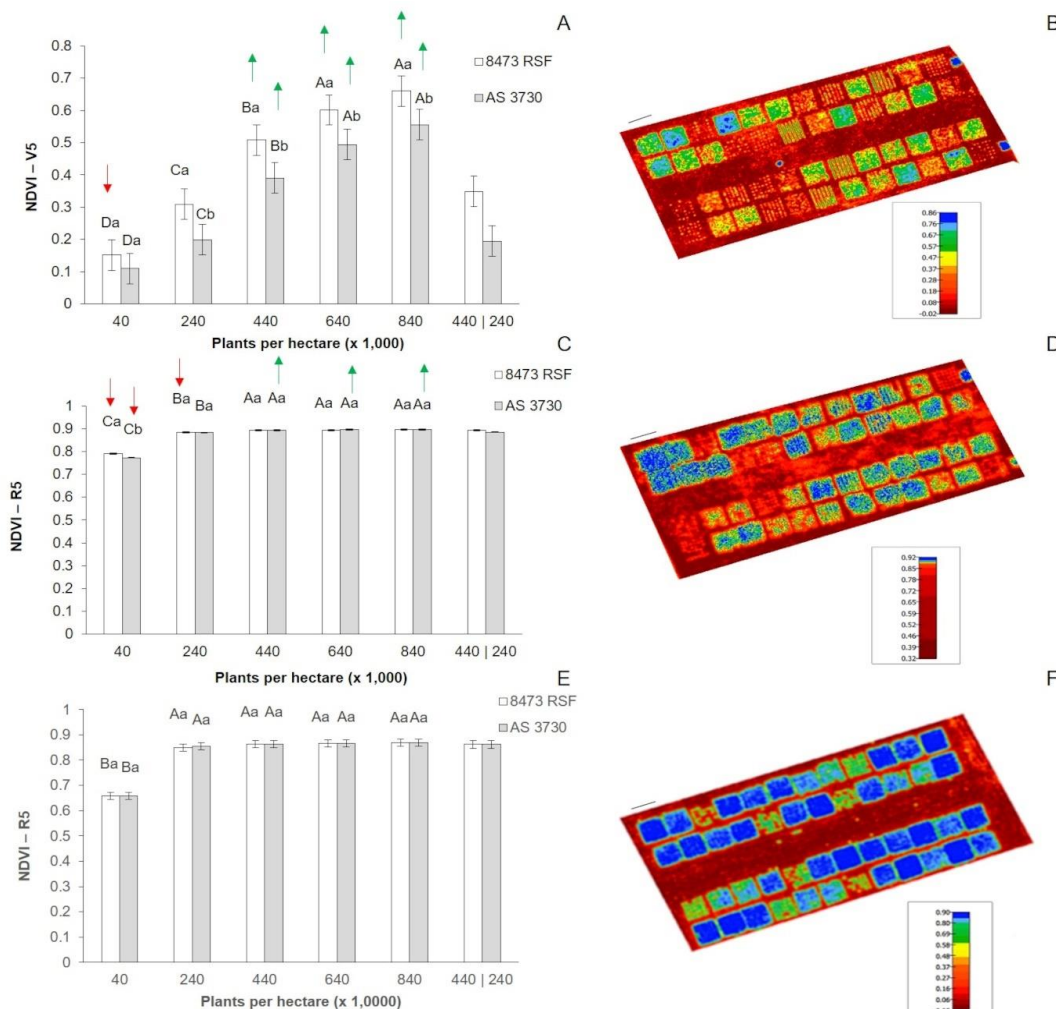 A
8473 RSF
AS 3730
NDVI – V5
0.8
0.7
0.6
0.5
0.4
0.3
0.2
0.1
0
Da Da
Ca
Cb
Ba
Bb
Aa
Ab
Aa
Ab
40 240 440 640 840 440 | 240
Plants per hectare (x 1,000)
B
0.86
0.76
0.67
0.57
0.47
0.37
0.28
0.18
0.08
-0.02
C
8473 RSF
AS 3730
NDVI – R5
1
0.9
0.8
0.7
0.6
0.5
0.4
0.3
0.2
0.1
0
Ca
Cb
Ba Ba
Aa Aa
Aa Aa
Aa Aa
40 240 440 640 840 440 | 240
Plants per hectare (x 1,000)
D
0.92
0.85
0.78
0.72
0.65
0.59
0.52
0.45
0.39
0.32
E
8473 RSF
AS 3730
NDVI – R5
1
0.9
0.8
0.7
0.6
0.5
0.4
0.3
0.2
0.1
0
Ba Ba
Aa Aa
Aa Aa
Aa Aa
Aa Aa
40 240 440 640 840 440 | 240
Plants per hectare (x 1,0000)
F
0.90
0.80
0.69
0.58
0.48
0.37
0.27
0.16
0.06